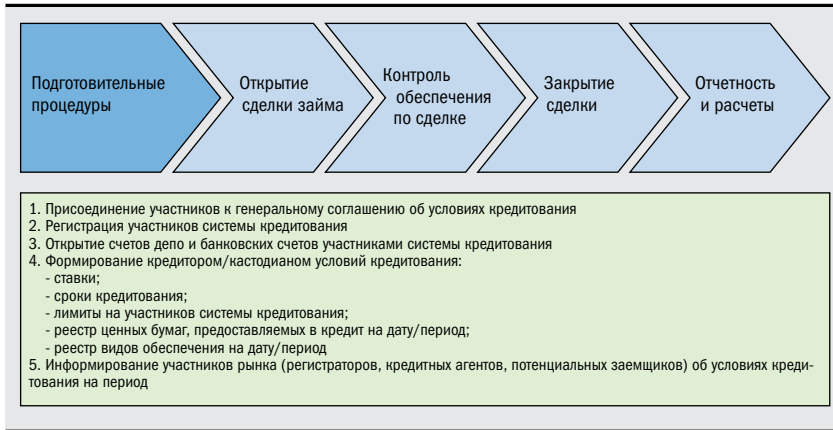 Подготовительные
процедуры
Открытие
сделки займа
Контроль
обеспечения
по сделке
Закрытие
сделки
Отчетность
и расчеты
1. Присоединение участников к генеральному соглашению об условиях кредитования
2. Регистрация участников системы кредитования
3. Открытие счетов депо и банковских счетов участниками системы кредитования
4. Формирование кредитором/кастодианом условий кредитования:
- ставки;
- сроки кредитования;
- лимиты на участников системы кредитования;
- реестр ценных бумаг, предоставляемых в кредит на дату/период;
- реестр видов обеспечения на дату/период
5. Информирование участников рынка (регистраторов, кредитных агентов, потенциальных заемщиков) об условиях креди-
тования на период